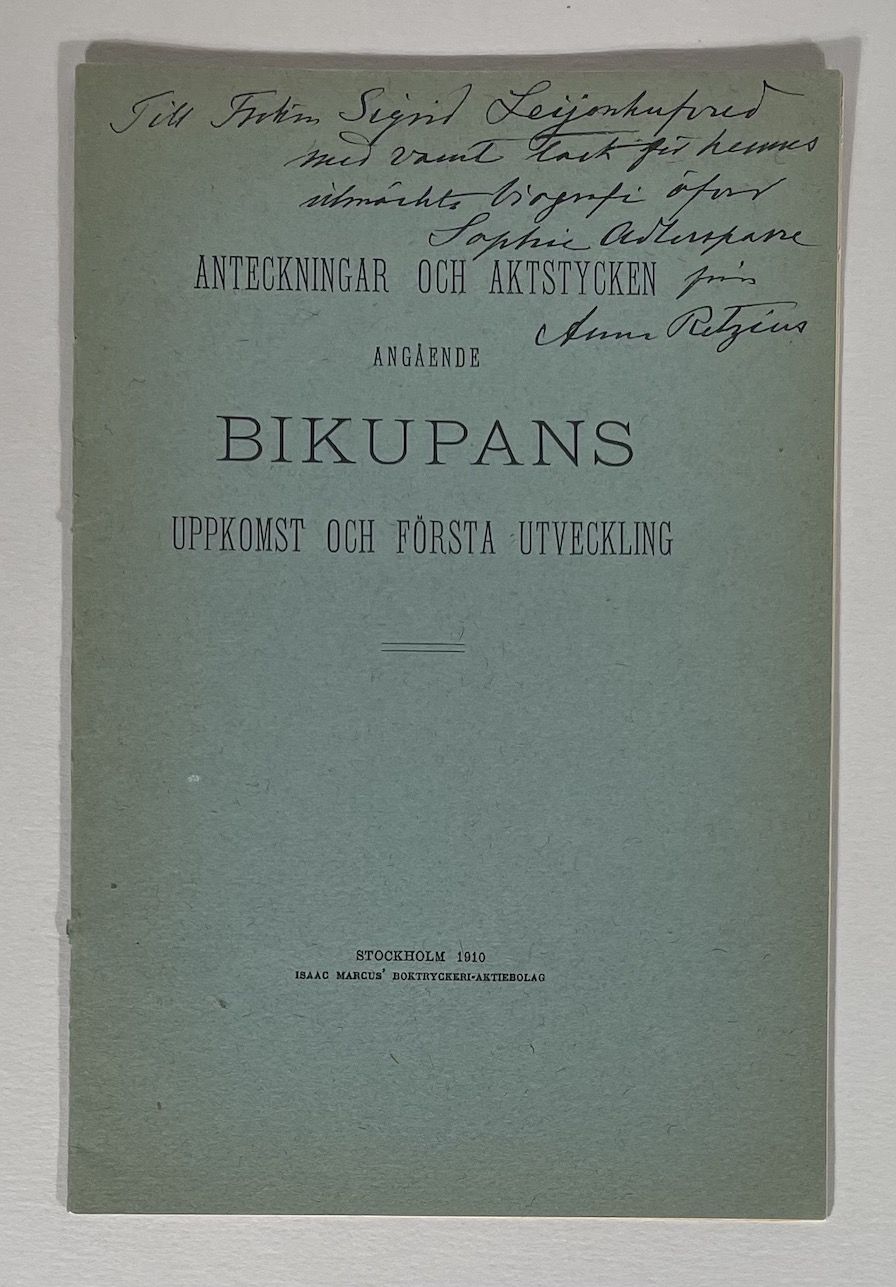 Till Fröken Sigrid Leijonhufvud
med varmt tack för hennes
utmärkta biografi öfver
Sophie Adlersparre
från
Anna Retzius
ANTECKNINGAR OCH AKTSTYCKEN
ANGÅENDE
BIKUPANS
UPPKOMST OCH FÖRSTA UTVECKLING
STOCKHOLM 1910
ISAAC MARCUS' BOKTRYCKERI-AKTIEBOLAG